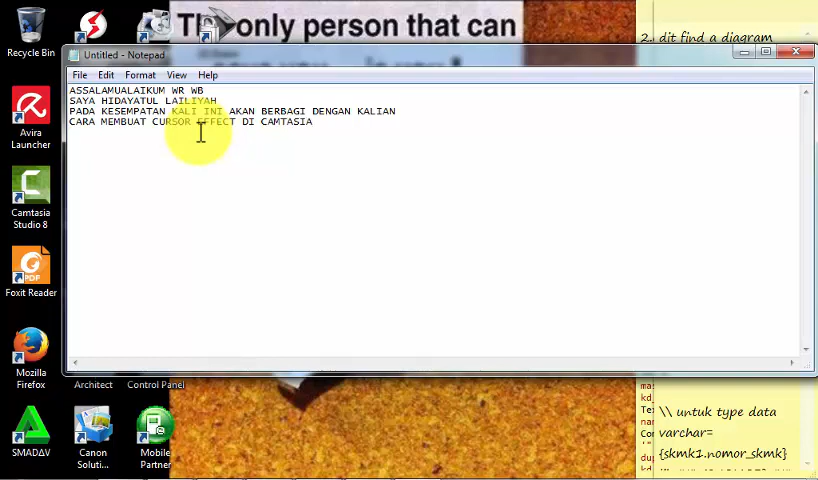 The only person that can
2. dit find a diagram
Recycle Bin
Untitled - Notepad
File Edit Format View Help
ASSALAMUALAIKUM WR WB
SAYA HIDAYATUL LAILIYAH
PADA KESEMPATAN KALI INI AKAN BERBAGI DENGAN KALIAN
CARA MEMBUAT CURSOR EFFECT DI CAMTASIA
Avira
Launcher
Camtasia
Studio 8
Foxit Reader
PDF
Mozilla
Firefox
Architect
Control Panel
SMADΔV
Canon
Soluti...
Mobile
Partner
\\ untuk type data
varchar=
{skmk1.nomor_skmk}